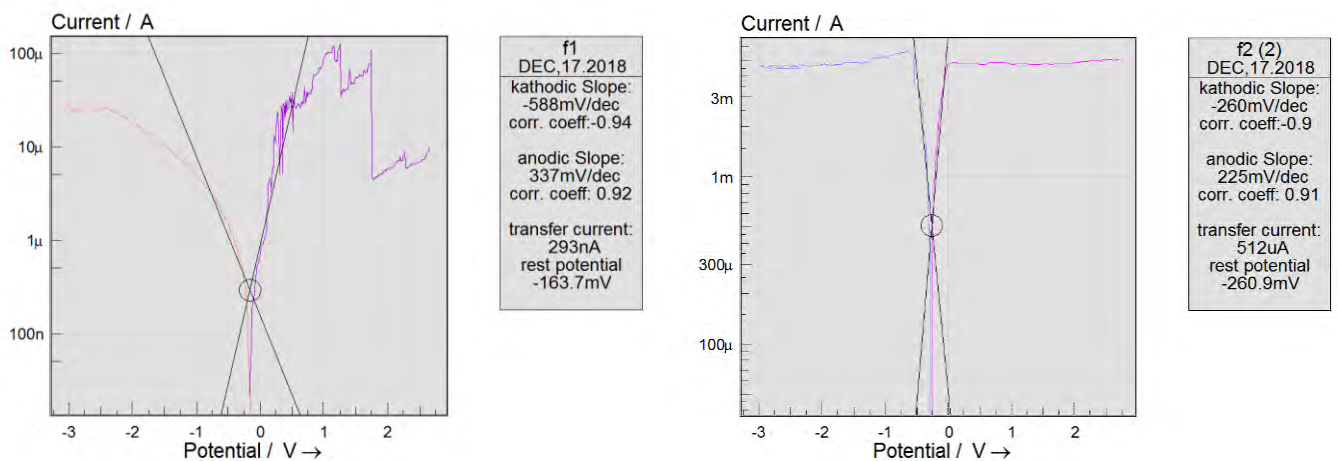 Current / A
100µ
10µ
1µ
100n
-3
-2
-1
0
1
2
Potential / V →
f1
DEC,17.2018
kathodic Slope:
-588mV/dec
corr. coeff:-0.94
anodic Slope:
337mV/dec
corr. coeff: 0.92
transfer current:
293nA
rest potential
-163.7mV
Current / A
3m
1m
300µ
100µ
-3
-2
-1
0
1
2
Potential / V →
f2 (2)
DEC,17.2018
kathodic Slope:
-260mV/dec
corr. coeff:-0.9
anodic Slope:
225mV/dec
corr. coeff: 0.91
transfer current:
512uA
rest potential
-260.9mV